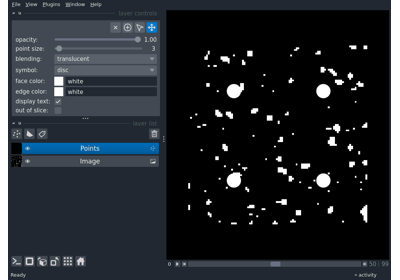 File View Plugins Window Help
layer controls
opacity: 1.00
point size: 3
blending: translucent
symbol: disc
face color: white
edge color: white
display text:
out of slice:
layer list
Points
Image
Ready
50 99
activity